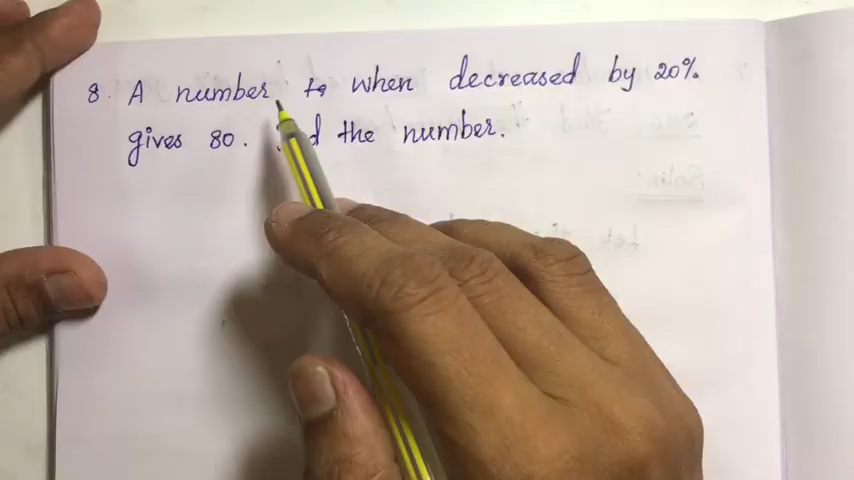 8. A number when decreased by 20%
gives 80. the number.